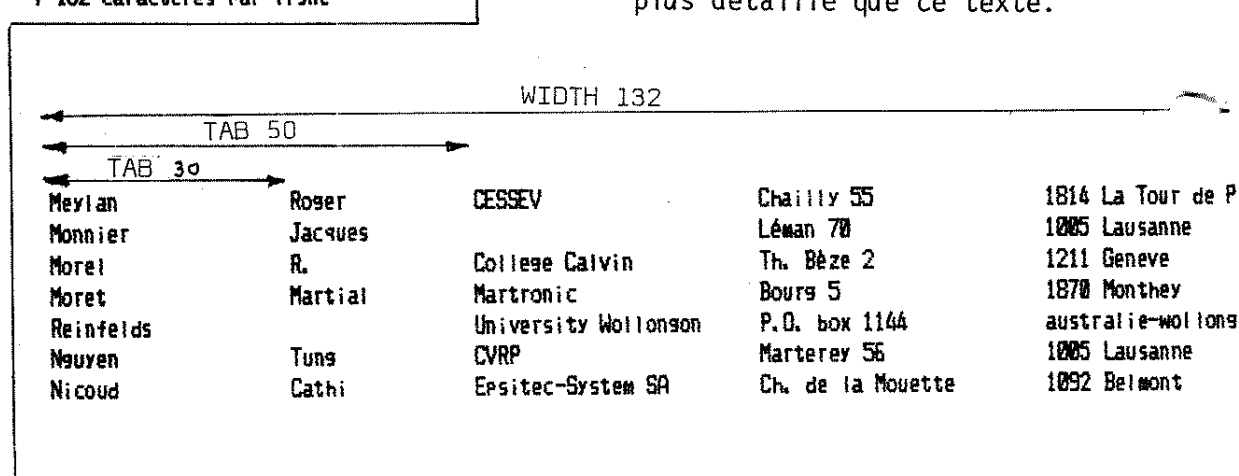 plus détaillé que ce texte.
WIDTH 132
TAB 50
TAB 30
Meylan Roger CESSEV Chailly 55 1814 La Tour de P
Monnier Jacques Léman 70 1005 Lausanne
Morel R. College Calvin Th. Bèze 2 1211 Geneve
Moret Martial Martronic Bourg 5 1870 Monthey
Reinfelds University Wollongon P.O. box 1144 australie-wollong
Nguyen Tung CVRP Marterey 56 1005 Lausanne
Nicoud Cathi Epsitec-System SA Ch. de la Mouette 1092 Belmont